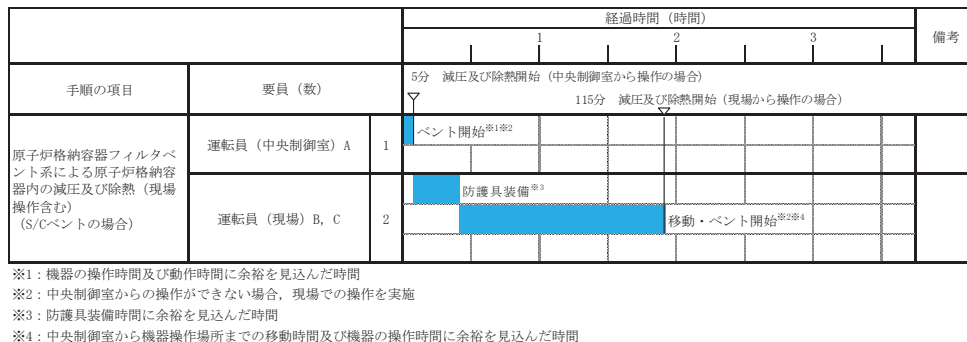 経過時間（時間）
備考
1 2 3
手順の項目
要員（数）
5分　減圧及び除熱開始（中央制御室から操作の場合）
115分　減圧及び除熱開始（現場から操作の場合）
原子炉格納容器フィルタベ
ント系による原子炉格納容
器内の減圧及び除熱（現場
操作含む）
（S/Cベントの場合）
運転員（中央制御室）A
1
ベント開始※1※2
運転員（現場）B，C
2
防護具装備※3
移動・ベント開始※2※4
※1：機器の操作時間及び動作時間に余裕を見込んだ時間
※2：中央制御室からの操作ができない場合，現場での操作を実施
※3：防護具装備時間に余裕を見込んだ時間
※4：中央制御室から機器操作場所までの移動時間及び機器の操作時間に余裕を見込んだ時間